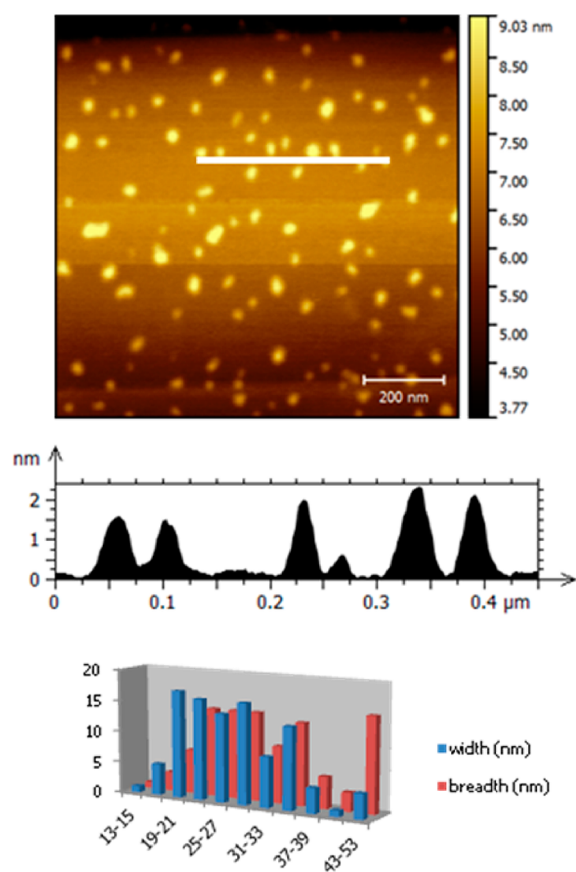 9.03 nm
8.50
8.00
7.50
7.00
6.50
6.00
5.50
5.00
4.50
3.77
200 nm
nm
2
1
0
0 0.1 0.2 0.3 0.4 μm
20
15
10
5
0
width (nm)
breadth (nm)
13-15 19-21 25-27 31-33 37-39 43-53